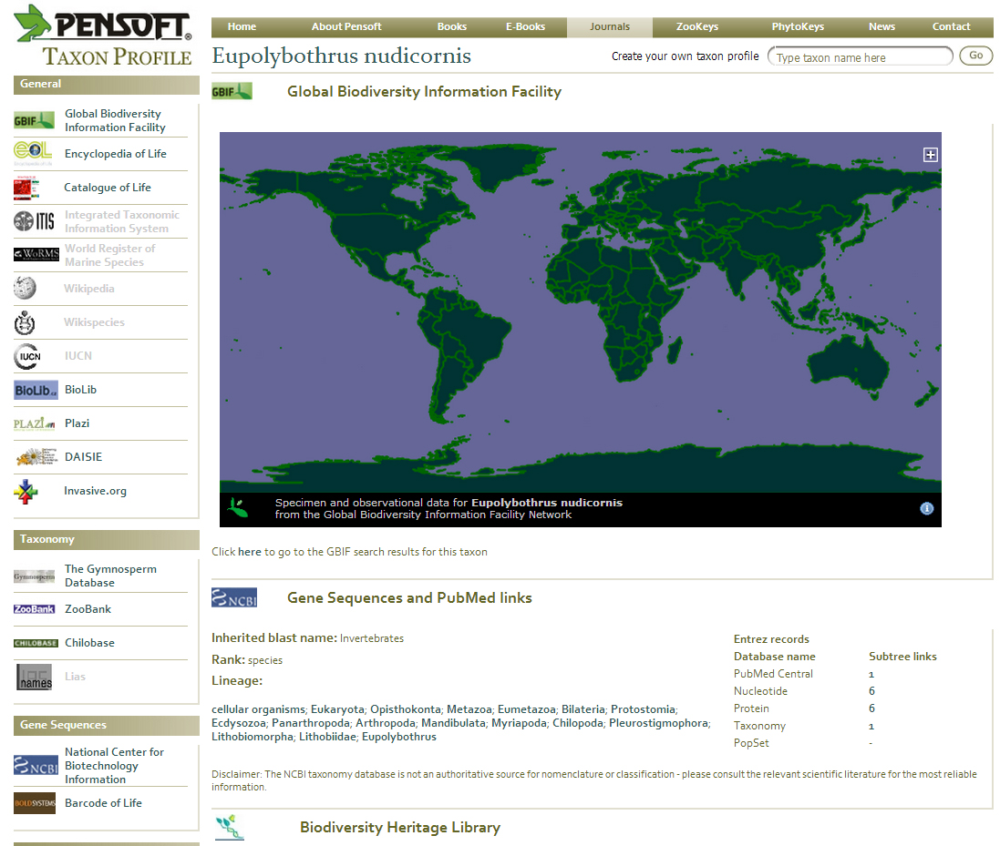 PENSOFT®
TAXON PROFILE
Home About Pensoft Books E-Books Journals ZooKeys PhytoKeys News Contact
Eupolybothrus nudicornis
Create your own taxon profile
Type taxon name here
Go
General
GBIF
Global Biodiversity
Information Facility
eol
Encyclopedia of Life
Catalogue of Life
ITIS
Integrated Taxonomic
Information System
WoRMS
World Register of
Marine Species
Wikipedia
Wikispecies
IUCN
IUCN
BioLib.cz
BioLib
PLAZI
Plazi
DAISIE
Invasive.org
Taxonomy
Gymnosperm
The Gymnosperm
Database
ZooBank
ZooBank
CHILOBASE
Chilobase
names
Lias
Gene Sequences
NCBI
National Center for
Biotechnology
Information
BOLDSYSTEMS
Barcode of Life
GBIF
Global Biodiversity Information Facility
+
Specimen and observational data for Eupolybothrus nudicornis
from the Global Biodiversity Information Facility Network
i
Click here to go to the GBIF search results for this taxon
NCBI
Gene Sequences and PubMed links
Inherited blast name: Invertebrates
Rank: species
Lineage:
cellular organisms; Eukaryota; Opisthokonta; Metazoa; Eumetazoa; Bilateria; Protostomia;
Ecdysozoa; Panarthropoda; Arthropoda; Mandibulata; Myriapoda; Chilopoda; Pleurostigmophora;
Lithobiomorpha; Lithobiidae; Eupolybothrus
Entrez records
Database name Subtree links
PubMed Central 1
Nucleotide 6
Protein 6
Taxonomy 1
PopSet -
Disclaimer: The NCBI taxonomy database is not an authoritative source for nomenclature or classification - please consult the relevant scientific literature for the most reliable
information.
Biodiversity Heritage Library